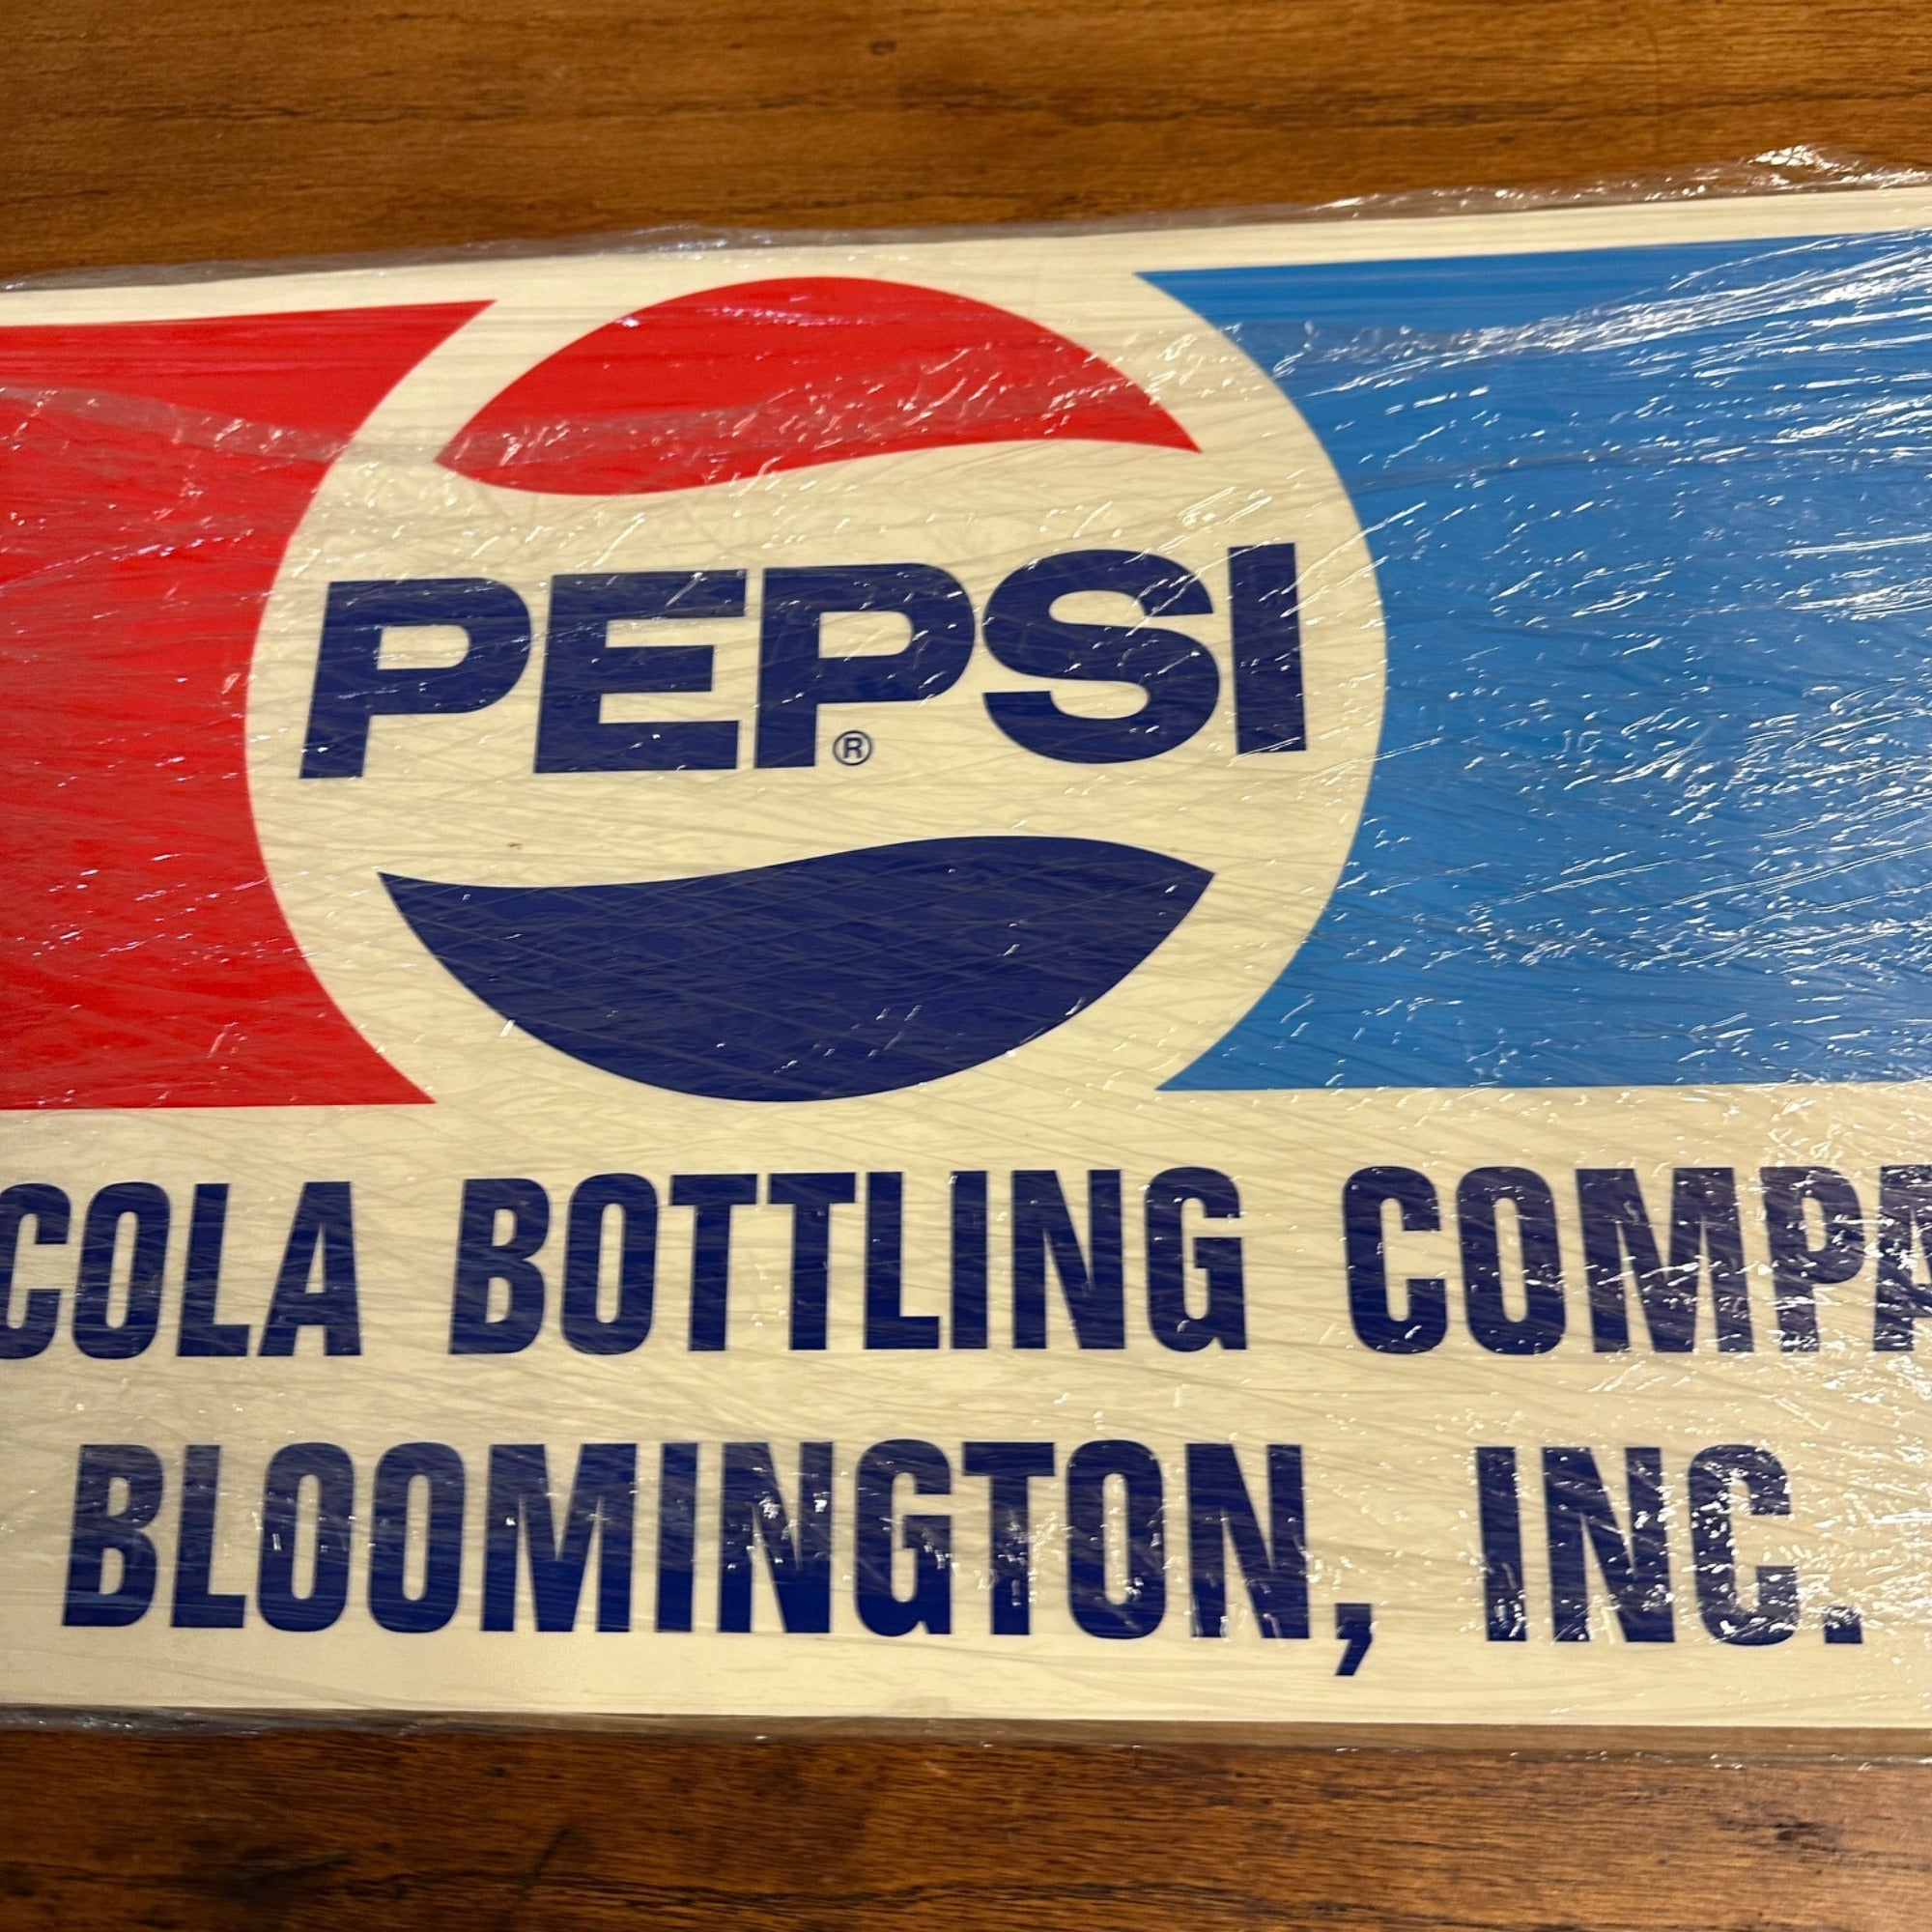 PEPSI®
COLA BOTTLING COMPA
BLOOMINGTON, INC.